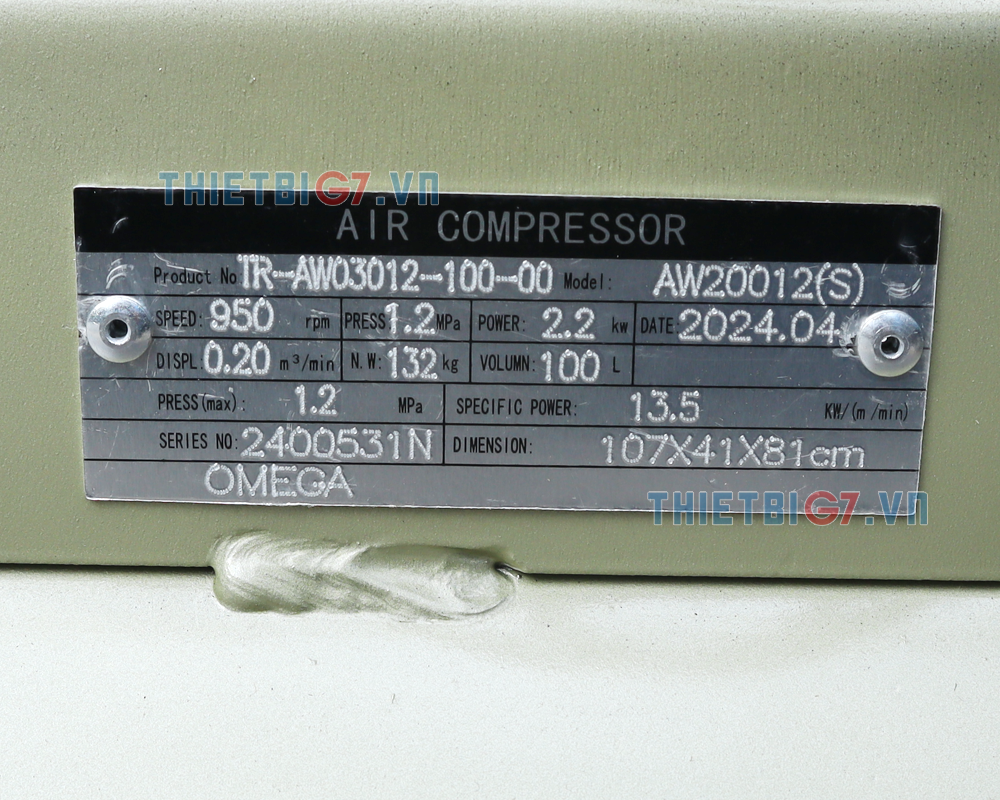 THIETBIG7.VN
AIR COMPRESSOR
Product No TR-AW03012-100-00 Model: AW20012(S)
SPEED: 950 rpm PRESS 1.2 MPa POWER: 2.2 kw DATE: 2024.04
DISPL: 0.20 m³/min N.W: 132 kg VOLUMN: 100 L
PRESS(max): 1.2 MPa SPECIFIC POWER: 13.5 KW/(m /min)
SERIES NO: 2400531N DIMENSION: 107X41X81cm
OMEGA
THIETBIG7.VN